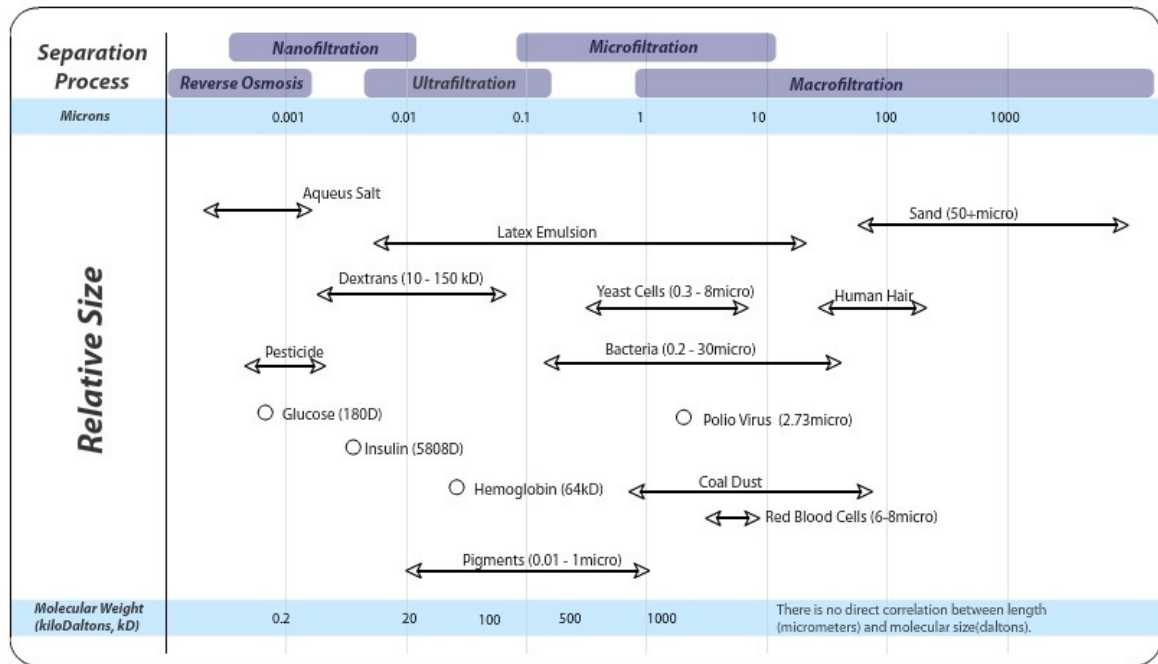 Separation
Process
Nanofiltration
Microfiltration
Reverse Osmosis
Ultrafiltration
Macrofiltration
Microns
0.001
0.01
0.1
1
10
100
1000
Relative Size
Aqueus Salt
Sand (50+micro)
Latex Emulsion
Dextrans (10 - 150 kD)
Yeast Cells (0.3 - 8micro)
Human Hair
Pesticide
Bacteria (0.2 - 30micro)
Glucose (180D)
Polio Virus (2.73micro)
Insulin (5808D)
Hemoglobin (64kD)
Coal Dust
Red Blood Cells (6-8micro)
Pigments (0.01 - 1micro)
Molecular Weight
(kiloDaltons, kD)
0.2
20
100
500
1000
There is no direct correlation between length
(micrometers) and molecular size(daltons).